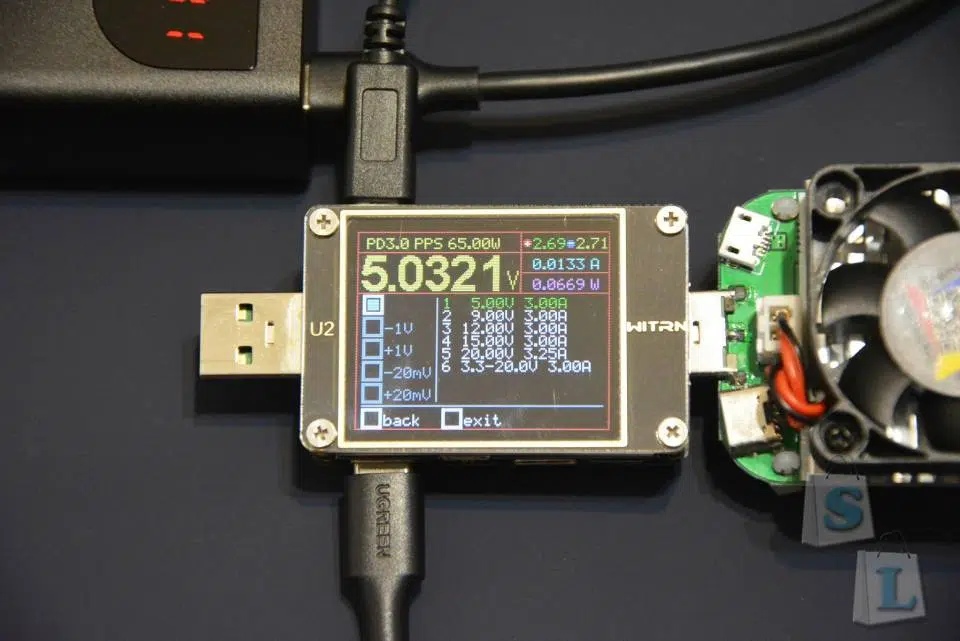 PD3.0 PPS 65.00W +2.69=2.71
5.0321V
0.0133 A
0.0669 W
1 5.00V 3.00A
-1V 2 9.00V 3.00A
3 12.00V 3.00A
+1V 4 15.00V 3.00A
5 20.00V 3.25A
-20mV 6 3.3-20.0V 3.00A
+20mV
back exit
U2
WITRN
UGREEN
S
L